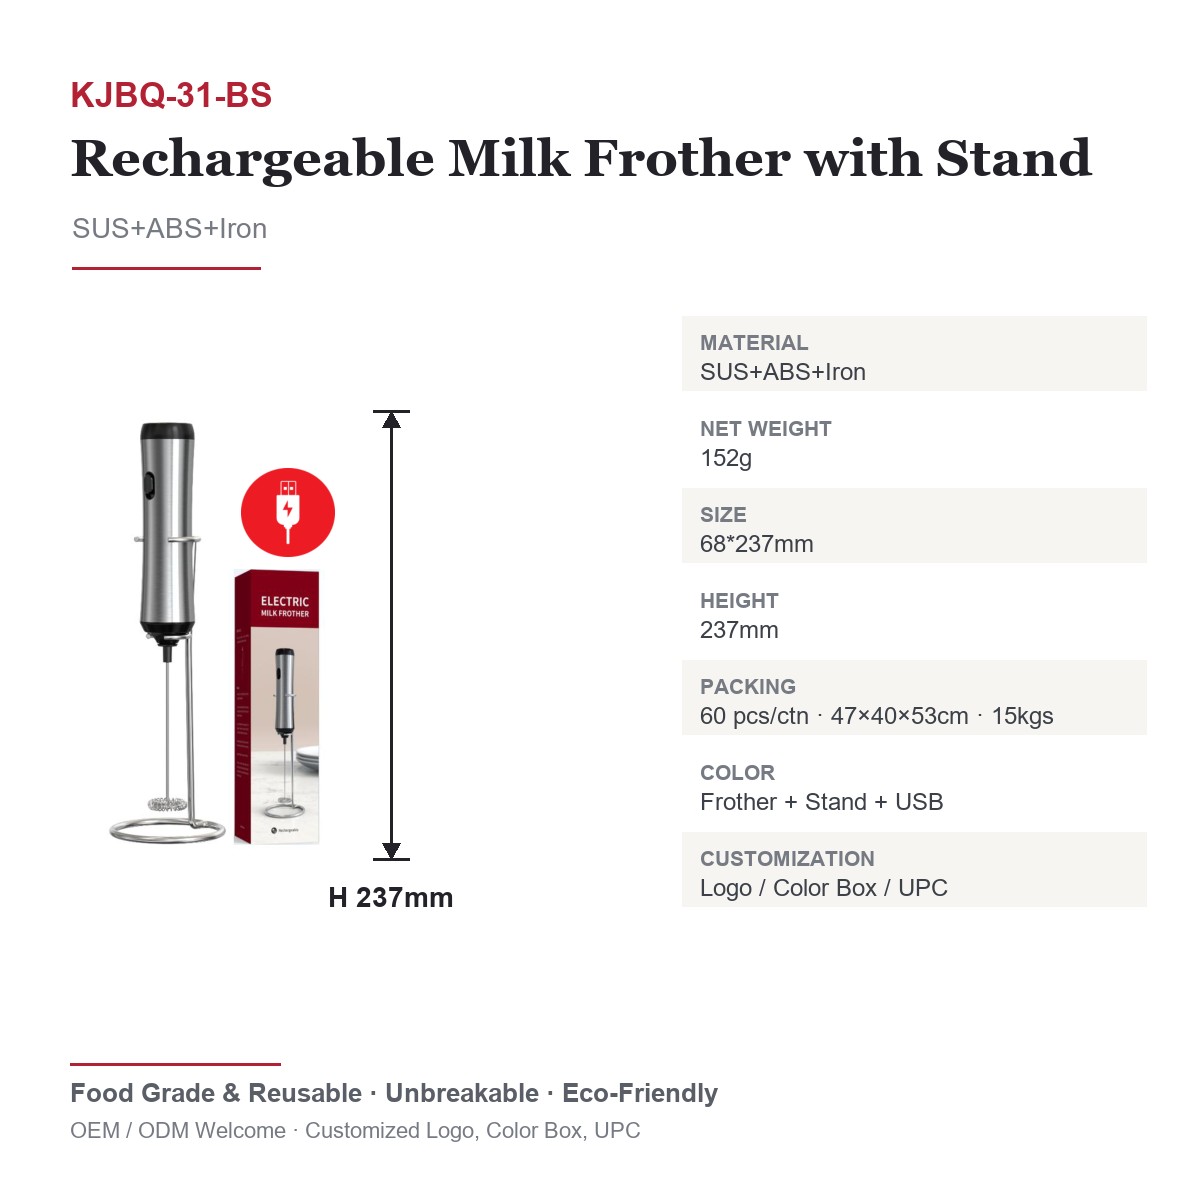 KJBQ-31-BS
Rechargeable Milk Frother with Stand
SUS+ABS+Iron
MATERIAL
SUS+ABS+Iron
NET WEIGHT
152g
SIZE
68*237mm
HEIGHT
237mm
PACKING
60 pcs/ctn · 47×40×53cm · 15kgs
COLOR
Frother + Stand + USB
CUSTOMIZATION
Logo / Color Box / UPC
ELECTRIC
MILK FROTHER
Rechargeable
H 237mm
Food Grade & Reusable · Unbreakable · Eco-Friendly
OEM / ODM Welcome · Customized Logo, Color Box, UPC